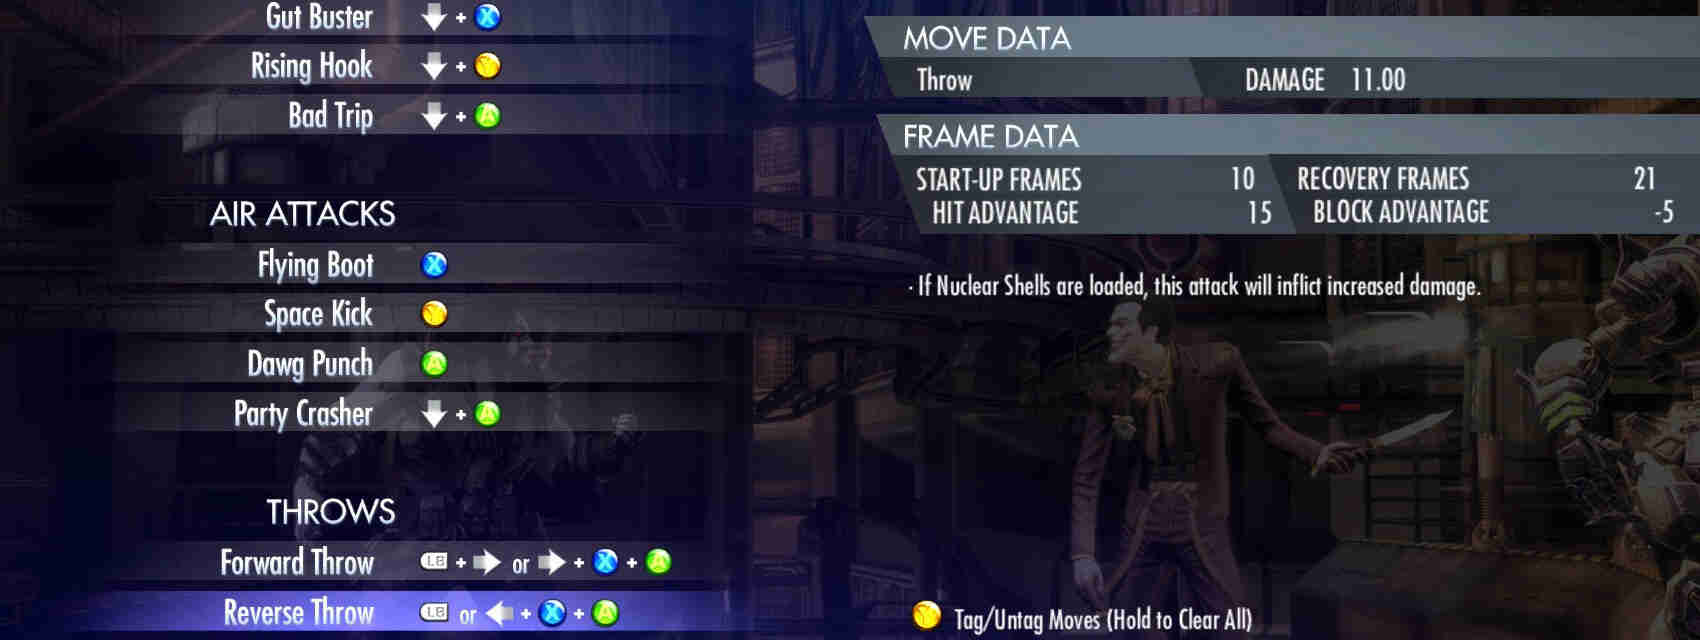 Gut Buster + X
Rising Hook + Y
Bad Trip + A
AIR ATTACKS
Flying Boot X
Space Kick Y
Dawg Punch A
Party Crasher + A
THROWS
Forward Throw LB + or + X + A
Reverse Throw LB or + X + A
MOVE DATA
Throw DAMAGE 11.00
FRAME DATA
START-UP FRAMES 10 RECOVERY FRAMES 21
HIT ADVANTAGE 15 BLOCK ADVANTAGE -5
· If Nuclear Shells are loaded, this attack will inflict increased damage.
Y Tag/Untag Moves (Hold to Clear All)